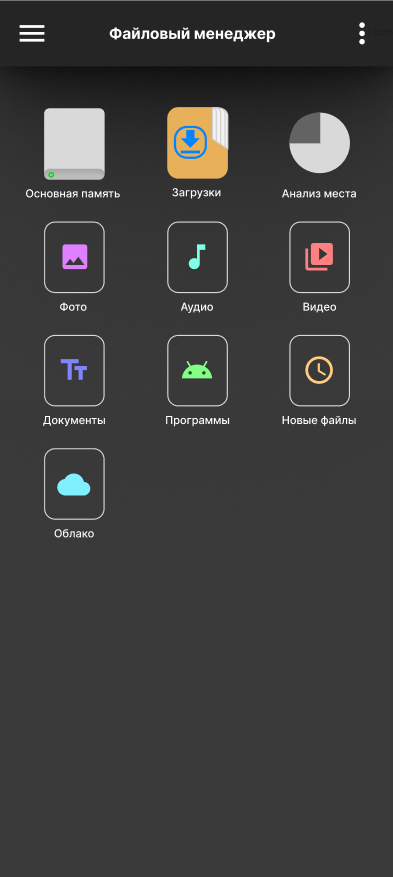 Файловый менеджер
Основная память
Загрузки
Анализ места
Фото
Аудио
Видео
Документы
Программы
Новые файлы
Облако